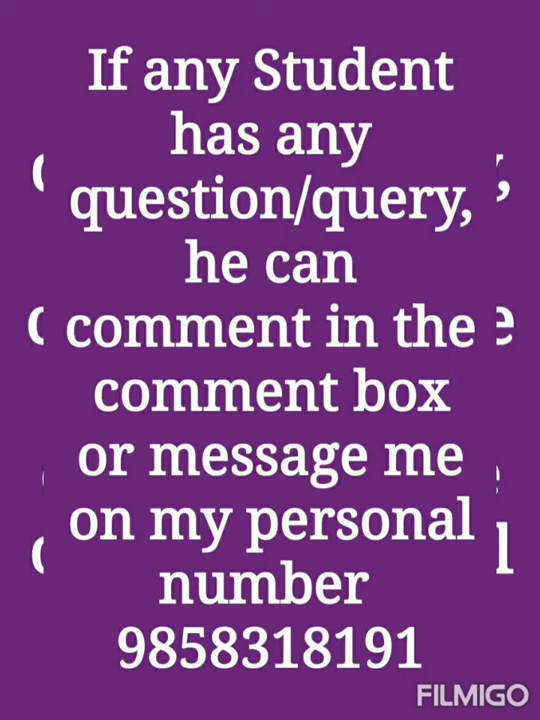 If any Student
has any
question/query,
he can
comment in the
comment box
or message me
on my personal
number
9858318191
FILMIGO